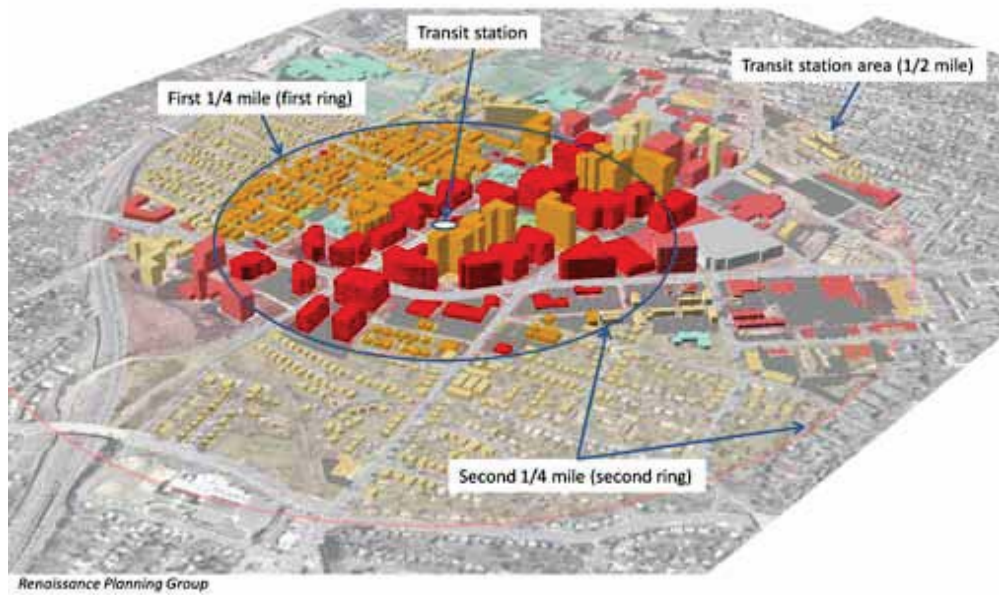 Transit station
Transit station area (1/2 mile)
First 1/4 mile (first ring)
Second 1/4 mile (second ring)
Renaissance Planning Group